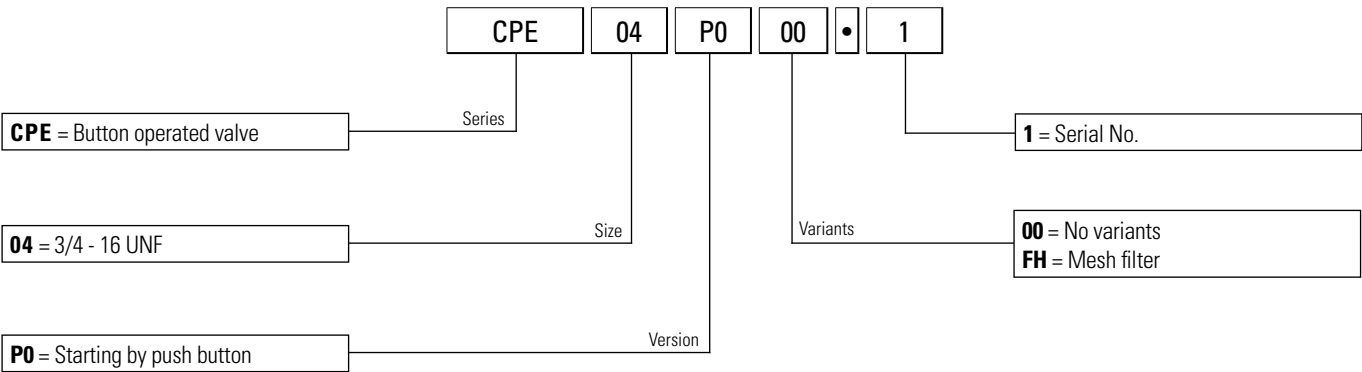 CPE 04 P0 00 • 1
Series
CPE = Button operated valve
1 = Serial No.
Size
Variants
04 = 3/4 - 16 UNF
00 = No variants
FH = Mesh filter
Version
P0 = Starting by push button